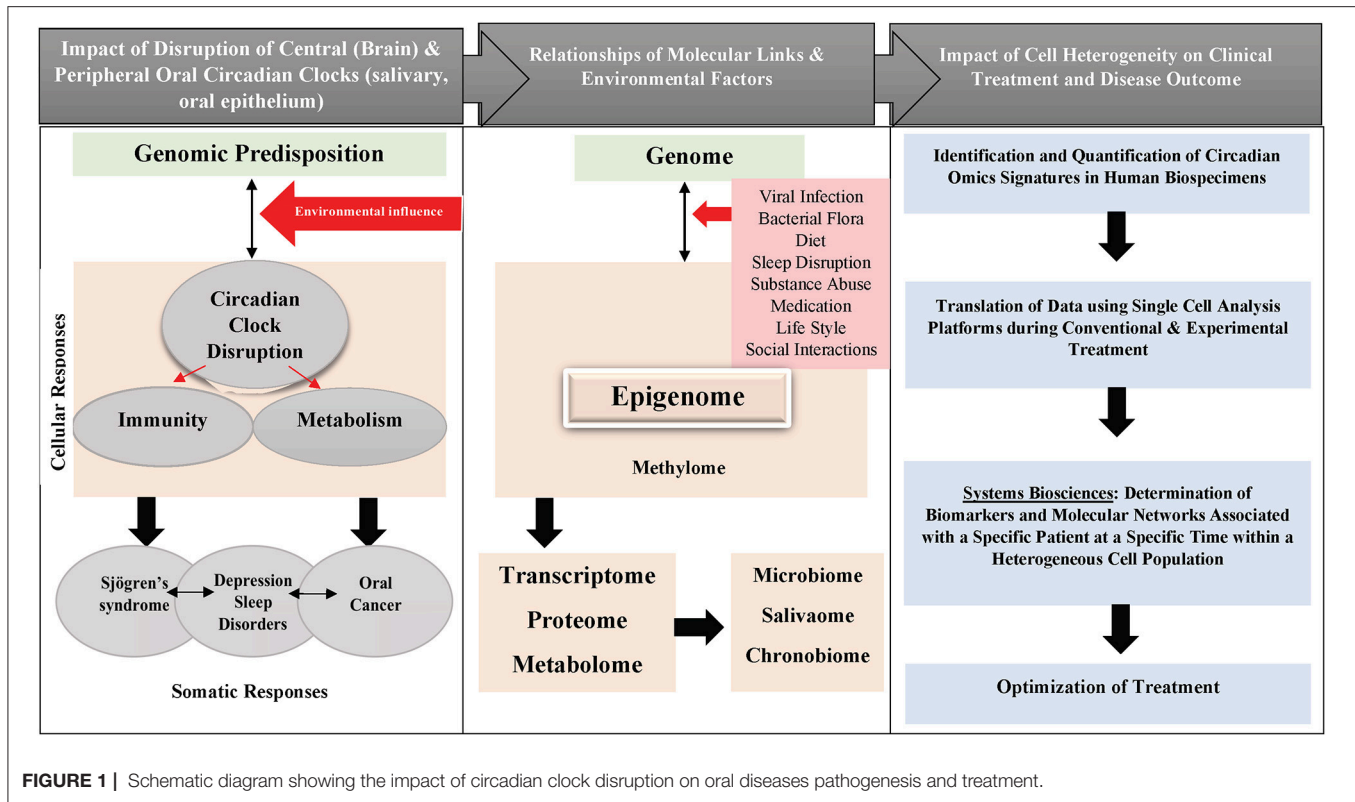 Impact of Disruption of Central (Brain) &
Peripheral Oral Circadian Clocks (salivary,
oral epithelium)
Relationships of Molecular Links &
Environmental Factors
Impact of Cell Heterogeneity on Clinical
Treatment and Disease Outcome
Genomic Predisposition
Environmental influence
Cellular Responses
Circadian
Clock
Disruption
Immunity
Metabolism
Sjögren's
syndrome
Depression
Sleep
Disorders
Oral
Cancer
Somatic Responses
Genome
Viral Infection
Bacterial Flora
Diet
Sleep Disruption
Substance Abuse
Medication
Life Style
Social Interactions
Epigenome
Methylome
Transcriptome
Proteome
Metabolome
Microbiome
Salivaome
Chronobiome
Identification and Quantification of Circadian
Omics Signatures in Human Biospecimens
Translation of Data using Single Cell Analysis
Platforms during Conventional & Experimental
Treatment
Systems Biosciences: Determination of
Biomarkers and Molecular Networks Associated
with a Specific Patient at a Specific Time within a
Heterogeneous Cell Population
Optimization of Treatment
FIGURE 1 | Schematic diagram showing the impact of circadian clock disruption on oral diseases pathogenesis and treatment.